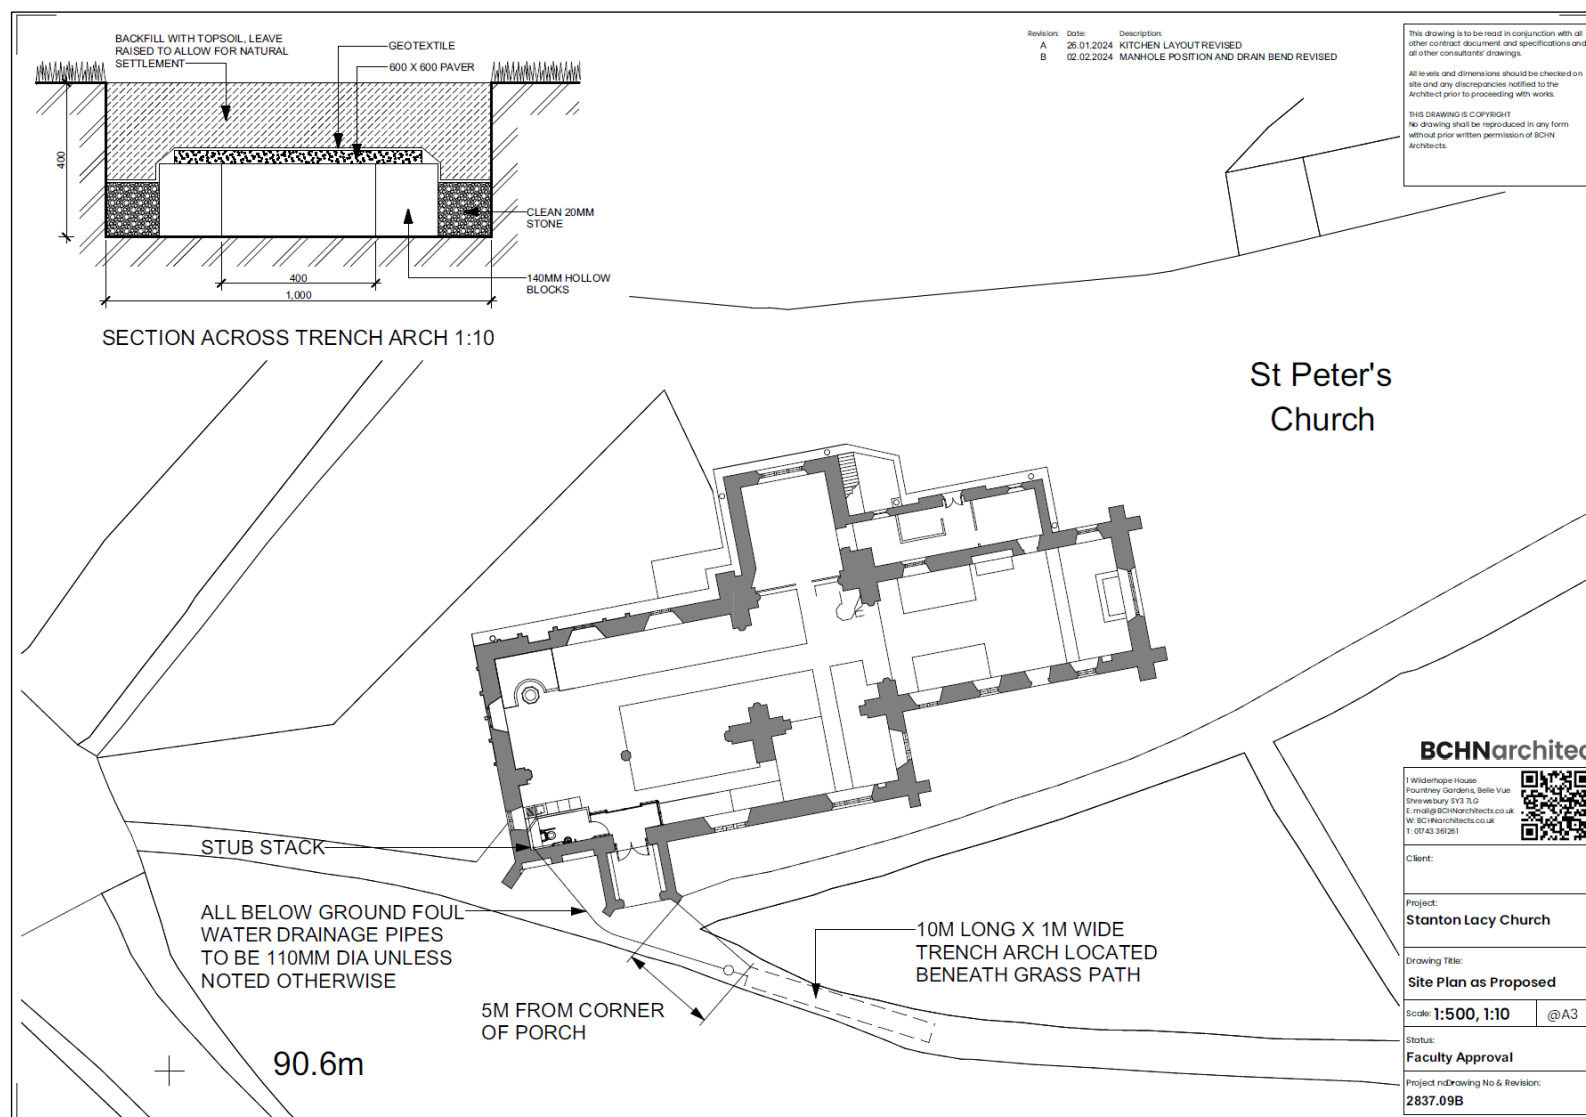 BACKFILL WITH TOPSOIL, LEAVE
RAISED TO ALLOW FOR NATURAL
SETTLEMENT
GEOTEXTILE
600 X 600 PAVER
400
CLEAN 20MM
STONE
140MM HOLLOW
BLOCKS
400
1,000
SECTION ACROSS TRENCH ARCH 1:10
Revision: Date: Description:
A 26.01.2024 KITCHEN LAYOUT REVISED
B 02.02.2024 MANHOLE POSITION AND DRAIN BEND REVISED
This drawing is to be read in conjunction with all
other contract document and specifications and
all other consultants' drawings.
All levels and dimensions should be checked on
site and any discrepancies notified to the
Architect prior to proceeding with works.
THIS DRAWING IS COPYRIGHT
No drawing shall be reproduced in any form
without prior written permission of BCHN
Architects.
St Peter's
Church
STUB STACK
ALL BELOW GROUND FOUL
WATER DRAINAGE PIPES
TO BE 110MM DIA UNLESS
NOTED OTHERWISE
5M FROM CORNER
OF PORCH
10M LONG X 1M WIDE
TRENCH ARCH LOCATED
BENEATH GRASS PATH
90.6m
BCHNarchitec
1 Wilderhope House
Pountney Gardens, Belle Vue
Shrewsbury SY3 7LG
E: mail@BCHNarchitects.co.uk
W: BCHNarchitects.co.uk
T: 01743 361261
Client:
Project:
Stanton Lacy Church
Drawing Title:
Site Plan as Proposed
Scale: 1:500, 1:10 @A3
Status:
Faculty Approval
Project no Drawing No & Revision:
2837.09B